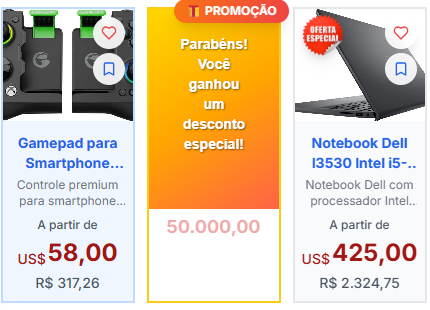 Gamepad para
Smartphone...
Controle premium
para smartphone...
A partir de
US$ 58,00
R$ 317,26
PROMOÇÃO
Parabéns!
Você
ganhou
um
desconto
especial!
50.000,00
OFERTA
ESPECIAL
Notebook Dell
I3530 Intel i5-...
Notebook Dell com
processador Intel...
A partir de
US$ 425,00
R$ 2.324,75